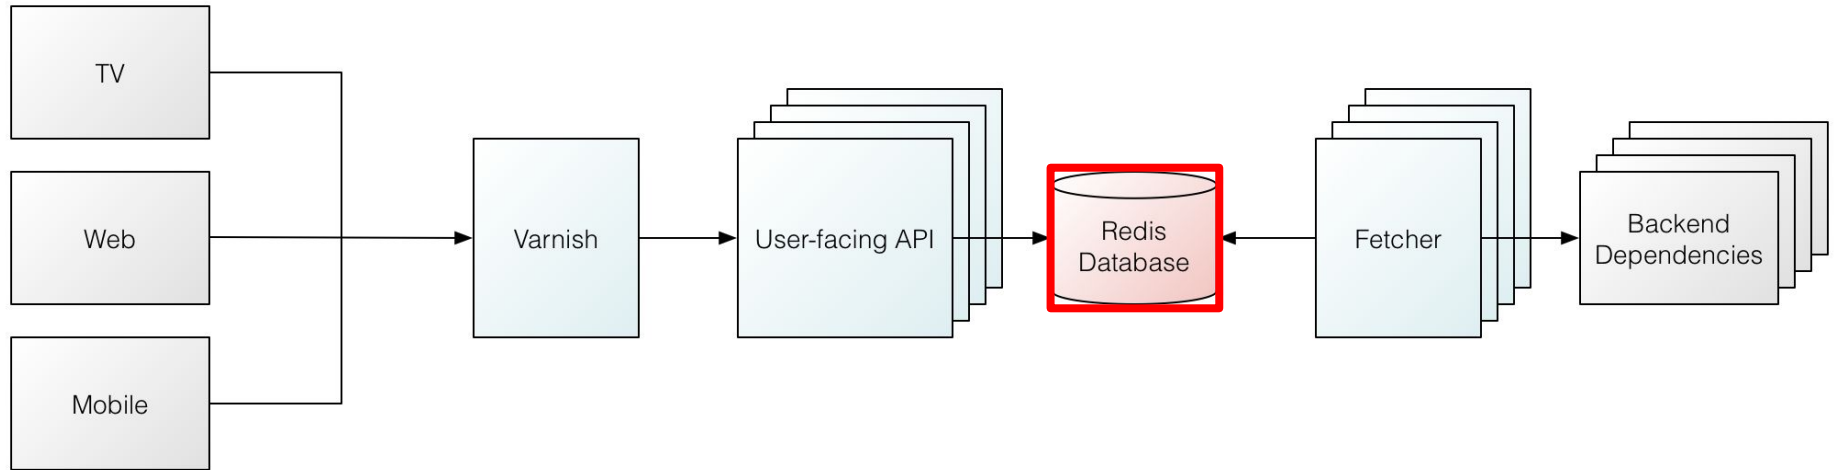 TV
Web
Mobile
Varnish
User-facing API
Redis
Database
Fetcher
Backend
Dependencies